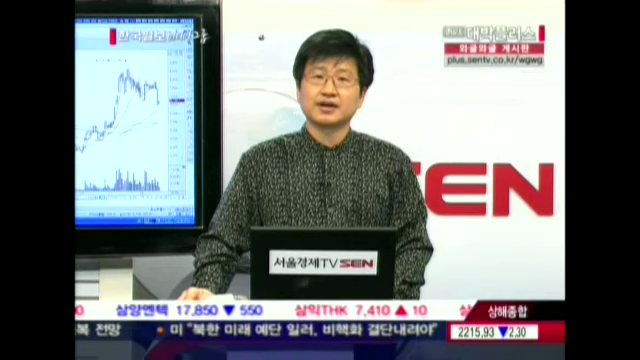 대박플러스
와글와글 게시판
plus.sentv.co.kr/wgwg
SEN
서울경제TV SEN
삼양엔텍 17,850 ▼ 550 삼익THK 7,410 ▲ 10
상해종합
복 전망 • 미 "북한 미래 예단 일러, 비핵화 결단내려야"
2215.93 ▼2.30